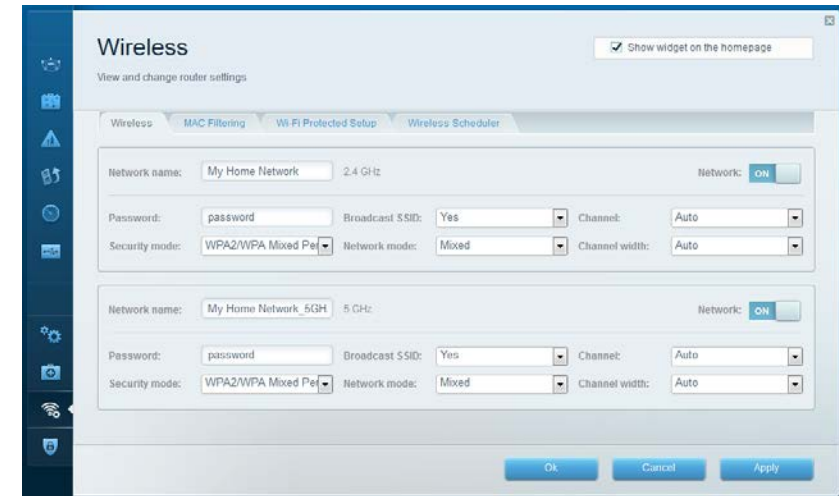 Wireless
Show widget on the homepage
View and change router settings
Wireless MAC Filtering Wi-Fi Protected Setup Wireless Scheduler
Network name: My Home Network 2.4 GHz Network: ON
Password: password Broadcast SSID: Yes Channel: Auto
Security mode: WPA2/WPA Mixed Per Network mode: Mixed Channel width: Auto
Network name: My Home Network_5GH 5 GHz Network: ON
Password: password Broadcast SSID: Yes Channel: Auto
Security mode: WPA2/WPA Mixed Per Network mode: Mixed Channel width: Auto
Ok Cancel Apply